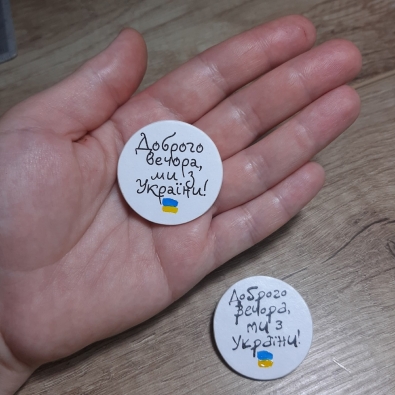 Доброго
вечора,
ми з
України!
Доброго
вечора,
ми з
України!